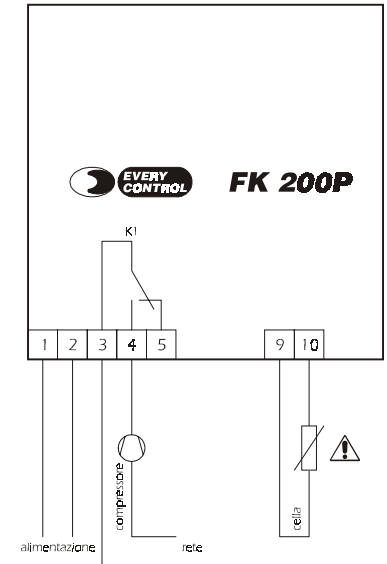 EVERY
CONTROL
FK 200P
K1
1 2 3 4 5 9 10
compressore
cella
alimentazione rete